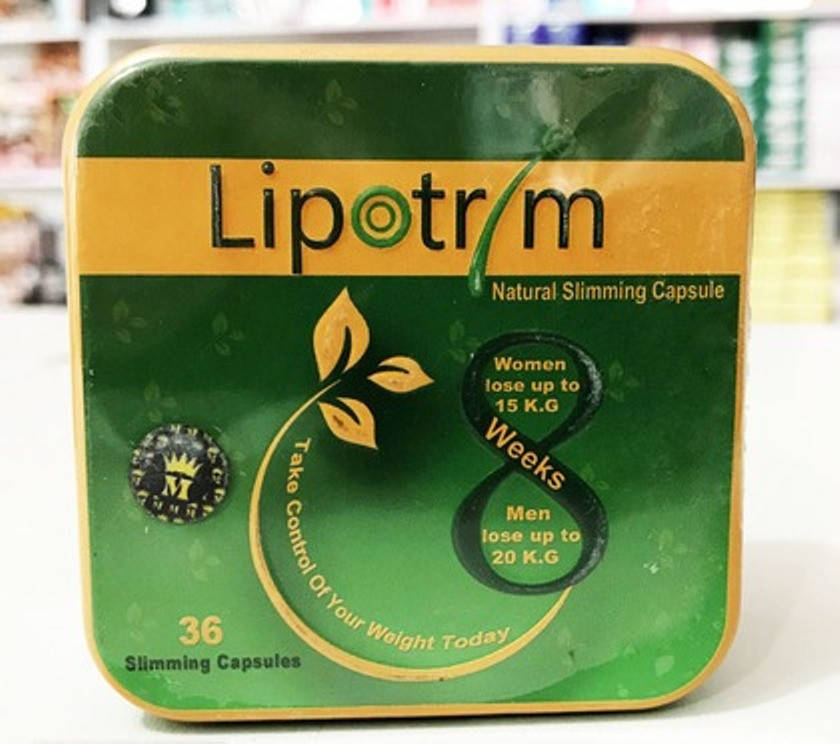 Lipotrim
Natural Slimming Capsule
Women
lose up to
15 K.G
Weeks
8
Men
lose up to
20 K.G
Take Control Of Your Weight Today
M
36
Slimming Capsules